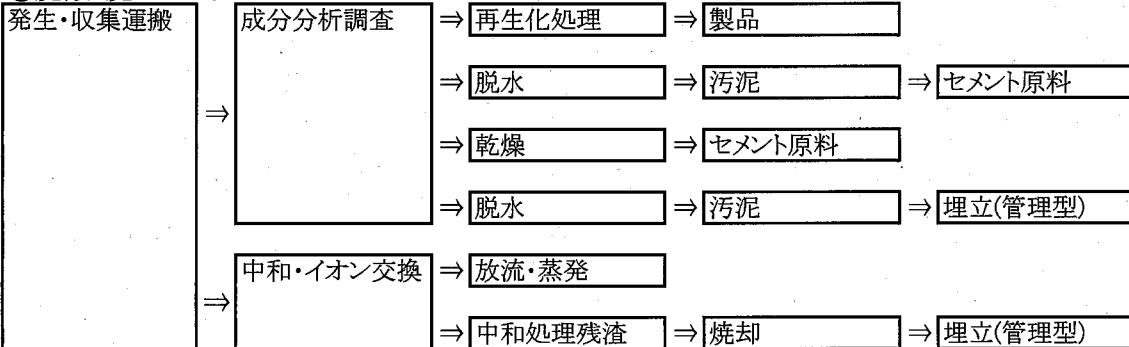 発生・収集運搬 ⇒ 成分分析調査 ⇒ 再生化処理 ⇒ 製品
⇒ 脱水 ⇒ 汚泥 ⇒ セメント原料
⇒ 乾燥 ⇒ セメント原料
⇒ 脱水 ⇒ 汚泥 ⇒ 埋立(管理型)
⇒ 中和・イオン交換 ⇒ 放流・蒸発
⇒ 中和処理残渣 ⇒ 焼却 ⇒ 埋立(管理型)